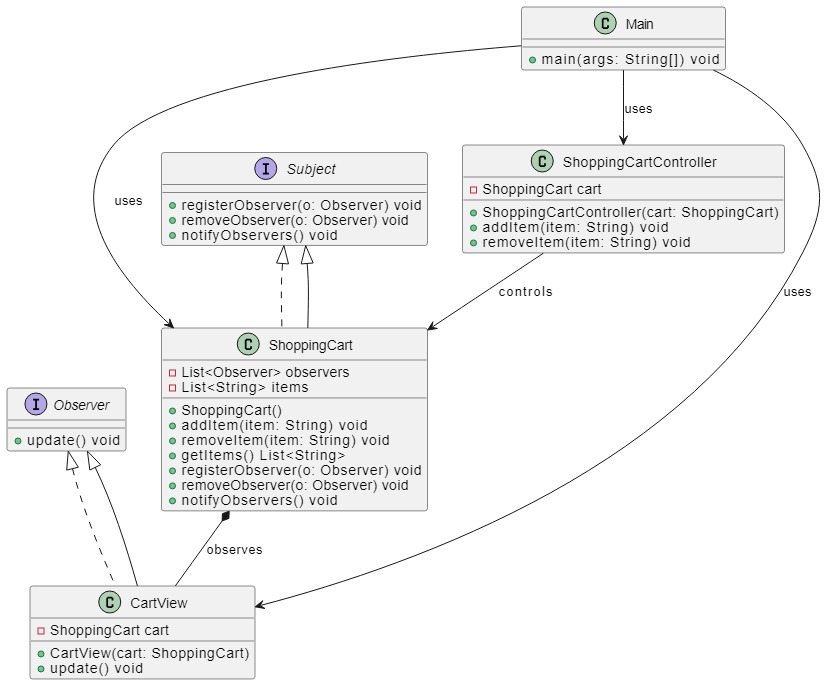 C Main
main(args: String[]) void
uses
I Subject
registerObserver(o: Observer) void
removeObserver(o: Observer) void
notifyObservers() void
C ShoppingCartController
ShoppingCart cart
ShoppingCartController(cart: ShoppingCart)
addItem(item: String) void
removeItem(item: String) void
uses
controls
uses
C ShoppingCart
List<Observer> observers
List<String> items
ShoppingCart()
addItem(item: String) void
removeItem(item: String) void
getItems() List<String>
registerObserver(o: Observer) void
removeObserver(o: Observer) void
notifyObservers() void
I Observer
update() void
observes
C CartView
ShoppingCart cart
CartView(cart: ShoppingCart)
update() void